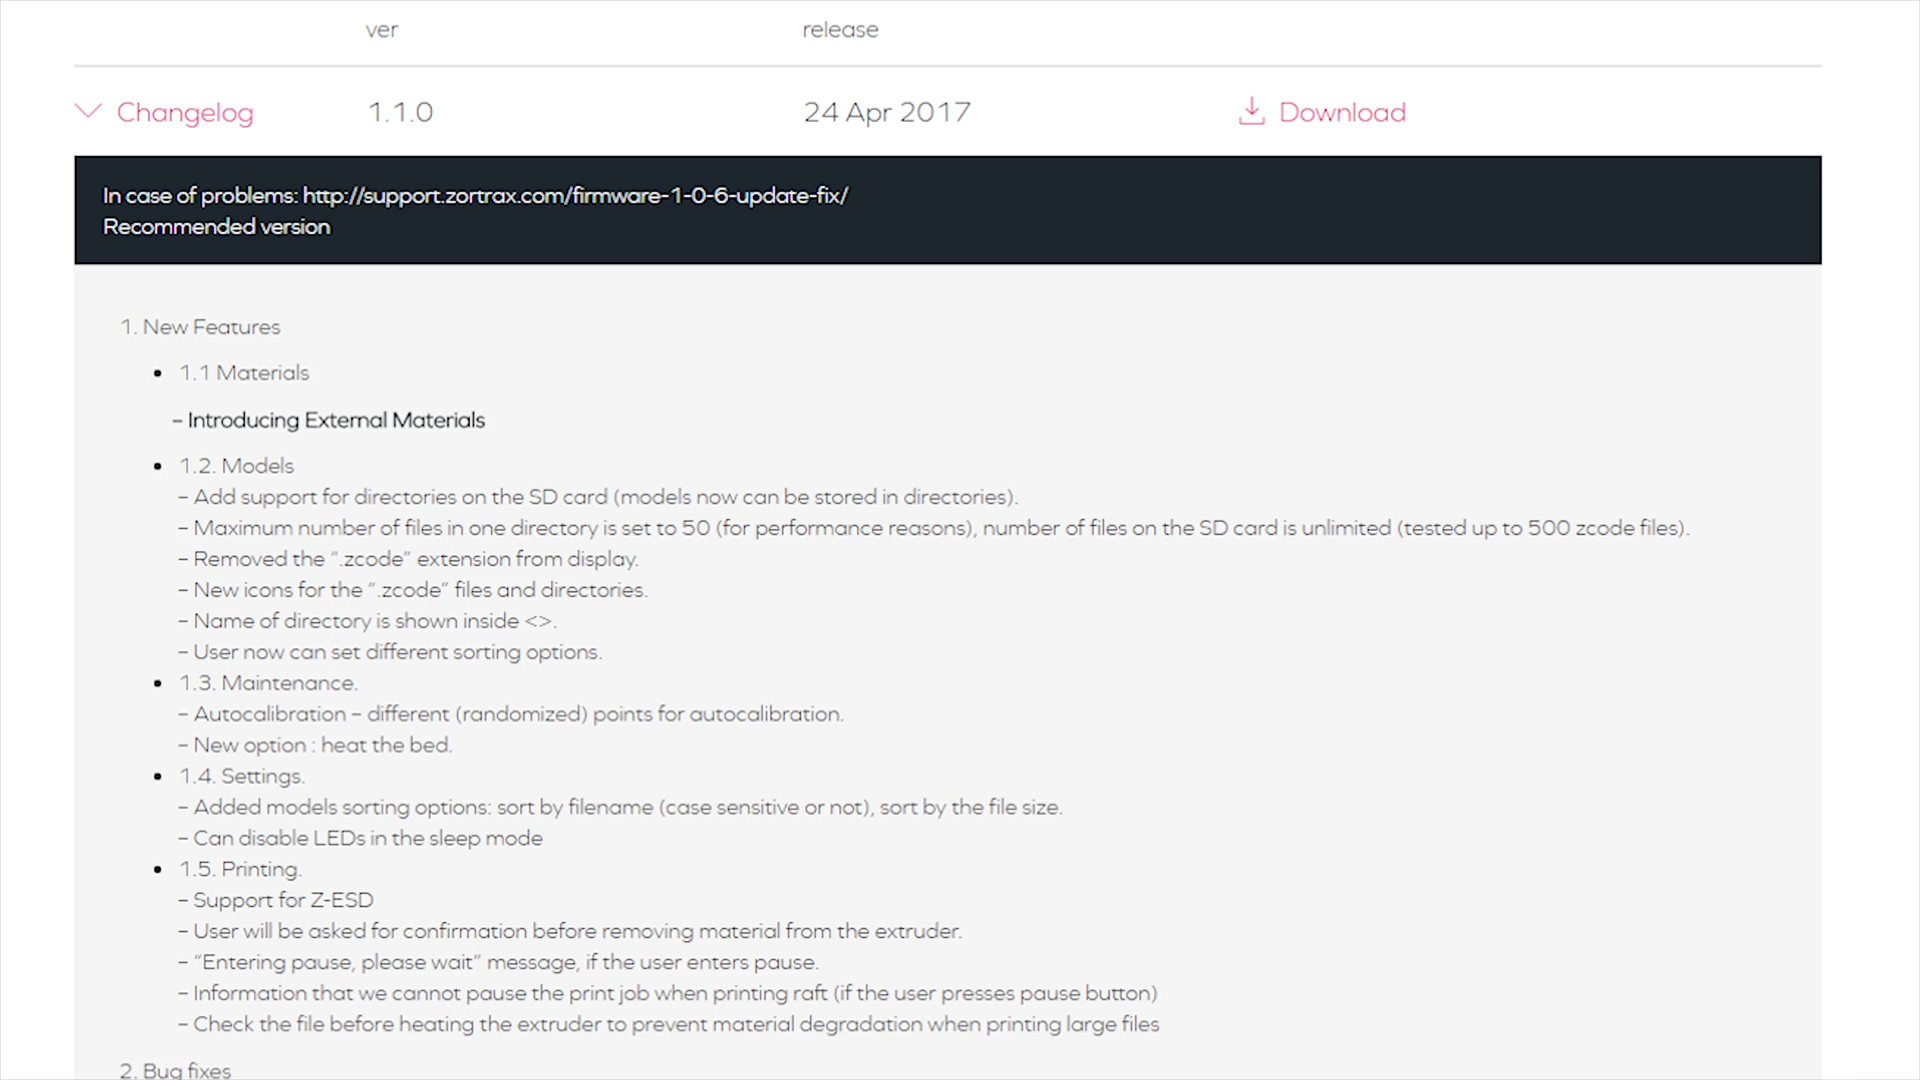 ver release
Changelog 1.1.0 24 Apr 2017 Download
In case of problems: http://support.zortrax.com/firmware-1-0-6-update-fix/
Recommended version
1. New Features
• 1.1 Materials
– Introducing External Materials
• 1.2. Models
– Add support for directories on the SD card (models now can be stored in directories).
– Maximum number of files in one directory is set to 50 (for performance reasons), number of files on the SD card is unlimited (tested up to 500 zcode files).
– Removed the “.zcode” extension from display.
– New icons for the “.zcode” files and directories.
– Name of directory is shown inside <>.
– User now can set different sorting options.
• 1.3. Maintenance.
– Autocalibration – different (randomized) points for autocalibration.
– New option : heat the bed.
• 1.4. Settings.
– Added models sorting options: sort by filename (case sensitive or not), sort by the file size.
– Can disable LEDs in the sleep mode
• 1.5. Printing.
– Support for Z-ESD
– User will be asked for confirmation before removing material from the extruder.
– “Entering pause, please wait” message, if the user enters pause.
– Information that we cannot pause the print job when printing raft (if the user presses pause button)
– Check the file before heating the extruder to prevent material degradation when printing large files
2. Bug fixes